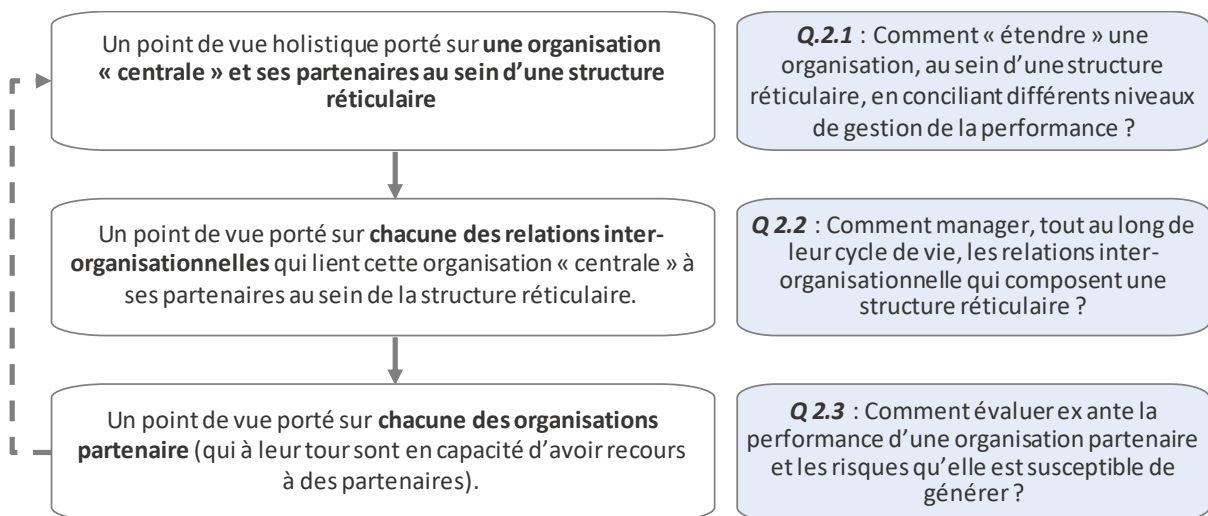 Un point de vue holistique porté sur une organisation
« centrale » et ses partenaires au sein d'une structure
réticulaire
Q.2.1 : Comment « étendre » une
organisation, au sein d'une structure
réticulaire, en conciliant différents niveaux
de gestion de la performance ?
Un point de vue porté sur chacune des relations inter-
organisationnelles qui lient cette organisation « centrale » à
ses partenaires au sein de la structure réticulaire.
Q 2.2 : Comment manager, tout au long de
leur cycle de vie, les relations inter-
organisationnelle qui composent une
structure réticulaire ?
Un point de vue porté sur chacune des organisations
partenaire (qui à leur tour sont en capacité d'avoir recours
à des partenaires).
Q 2.3 : Comment évaluer ex ante la
performance d'une organisation partenaire
et les risques qu'elle est susceptible de
générer ?